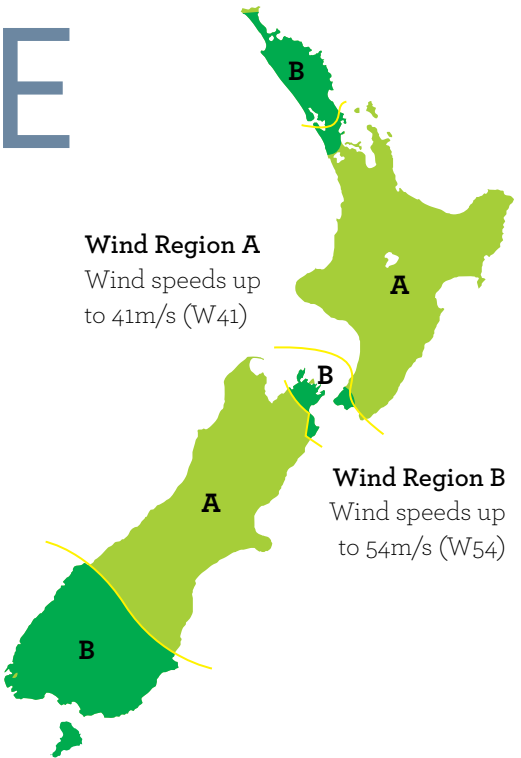 E
B
Wind Region A
Wind speeds up
to 41m/s (W41)
A
B
Wind Region B
Wind speeds up
to 54m/s (W54)
A
B